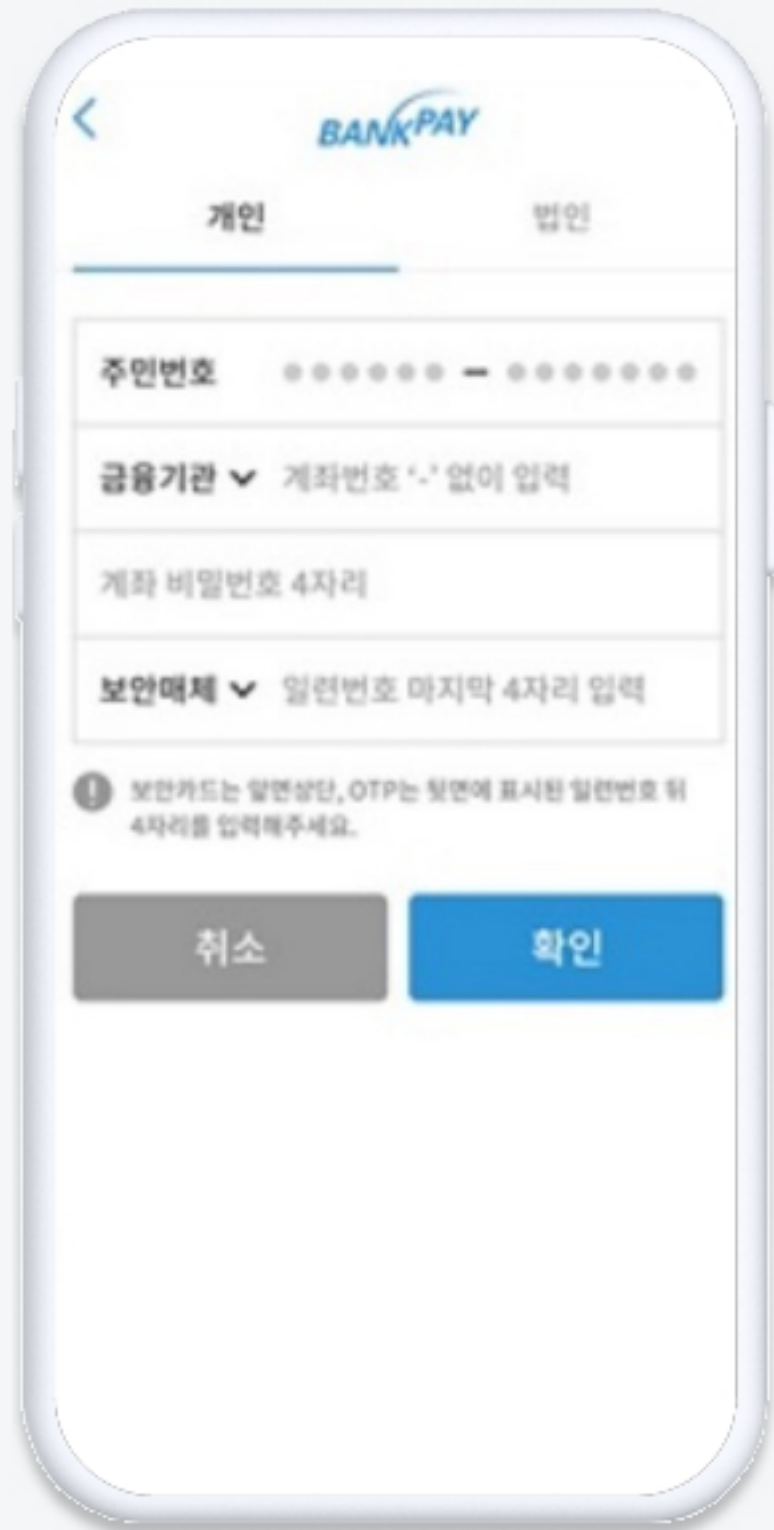 BANKPAY
개인 법인
주민번호 ●●●●●● - ●●●●●●●
금융기관 계좌번호 '-' 없이 입력
계좌 비밀번호 4자리
보안매체 일련번호 마지막 4자리 입력
보안카드는 앞면상단, OTP는 뒷면에 표시된 일련번호 뒤
4자리를 입력해주세요.
취소 확인